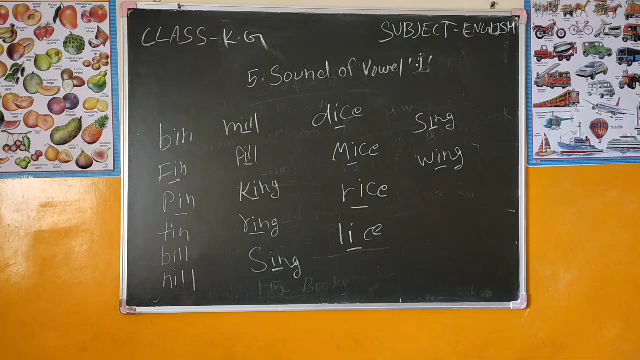 CLASS-K.G
SUBJECT-ENGLISH
5. Sound of Vowel 'i'
bin
Fin
Pin
tin
bill
hill
mill
Pill
King
ring
Sing
dice
Mice
rice
lice
Sing
wing